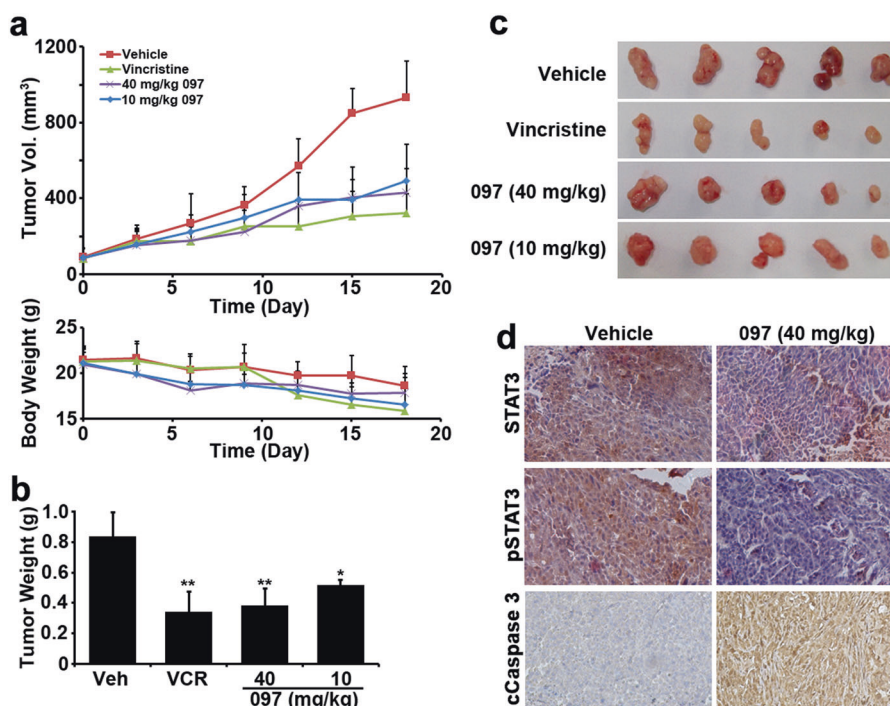 a
1200
800
400
0
Tumor Vol. (mm³)
Vehicle
Vincristine
40 mg/kg 097
10 mg/kg 097
0 5 10 15 20
Time (Day)
25
20
15
Body Weight (g)
0 5 10 15 20
Time (Day)
b
1.0
0.8
0.6
0.4
0.2
0
Tumor Weight (g)
** ** *
Veh VCR 40 10
097 (mg/kg)
c
Vehicle
Vincristine
097 (40 mg/kg)
097 (10 mg/kg)
d
Vehicle 097 (40 mg/kg)
STAT3
pSTAT3
cCaspase 3